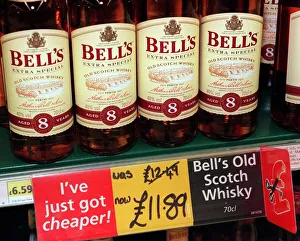 BELL'S
EXTRA SPECIAL
OLD SCOTCH WHISKY
AGED 8 YEARS
BELL'S
EXTRA SPECIAL
OLD SCOTCH WHISKY
AGED 8 YEARS
BELL'S
EXTRA SPECIAL
OLD SCOTCH WHISKY
AGED 8 YEARS
BELL'S
EXTRA SPECIAL
OLD SCOTCH WHISKY
AGED 8 YEARS
£6.59
I've
just got
cheaper!
was £12.49
now £11.89
Bell's Old
Scotch
Whisky
70cl